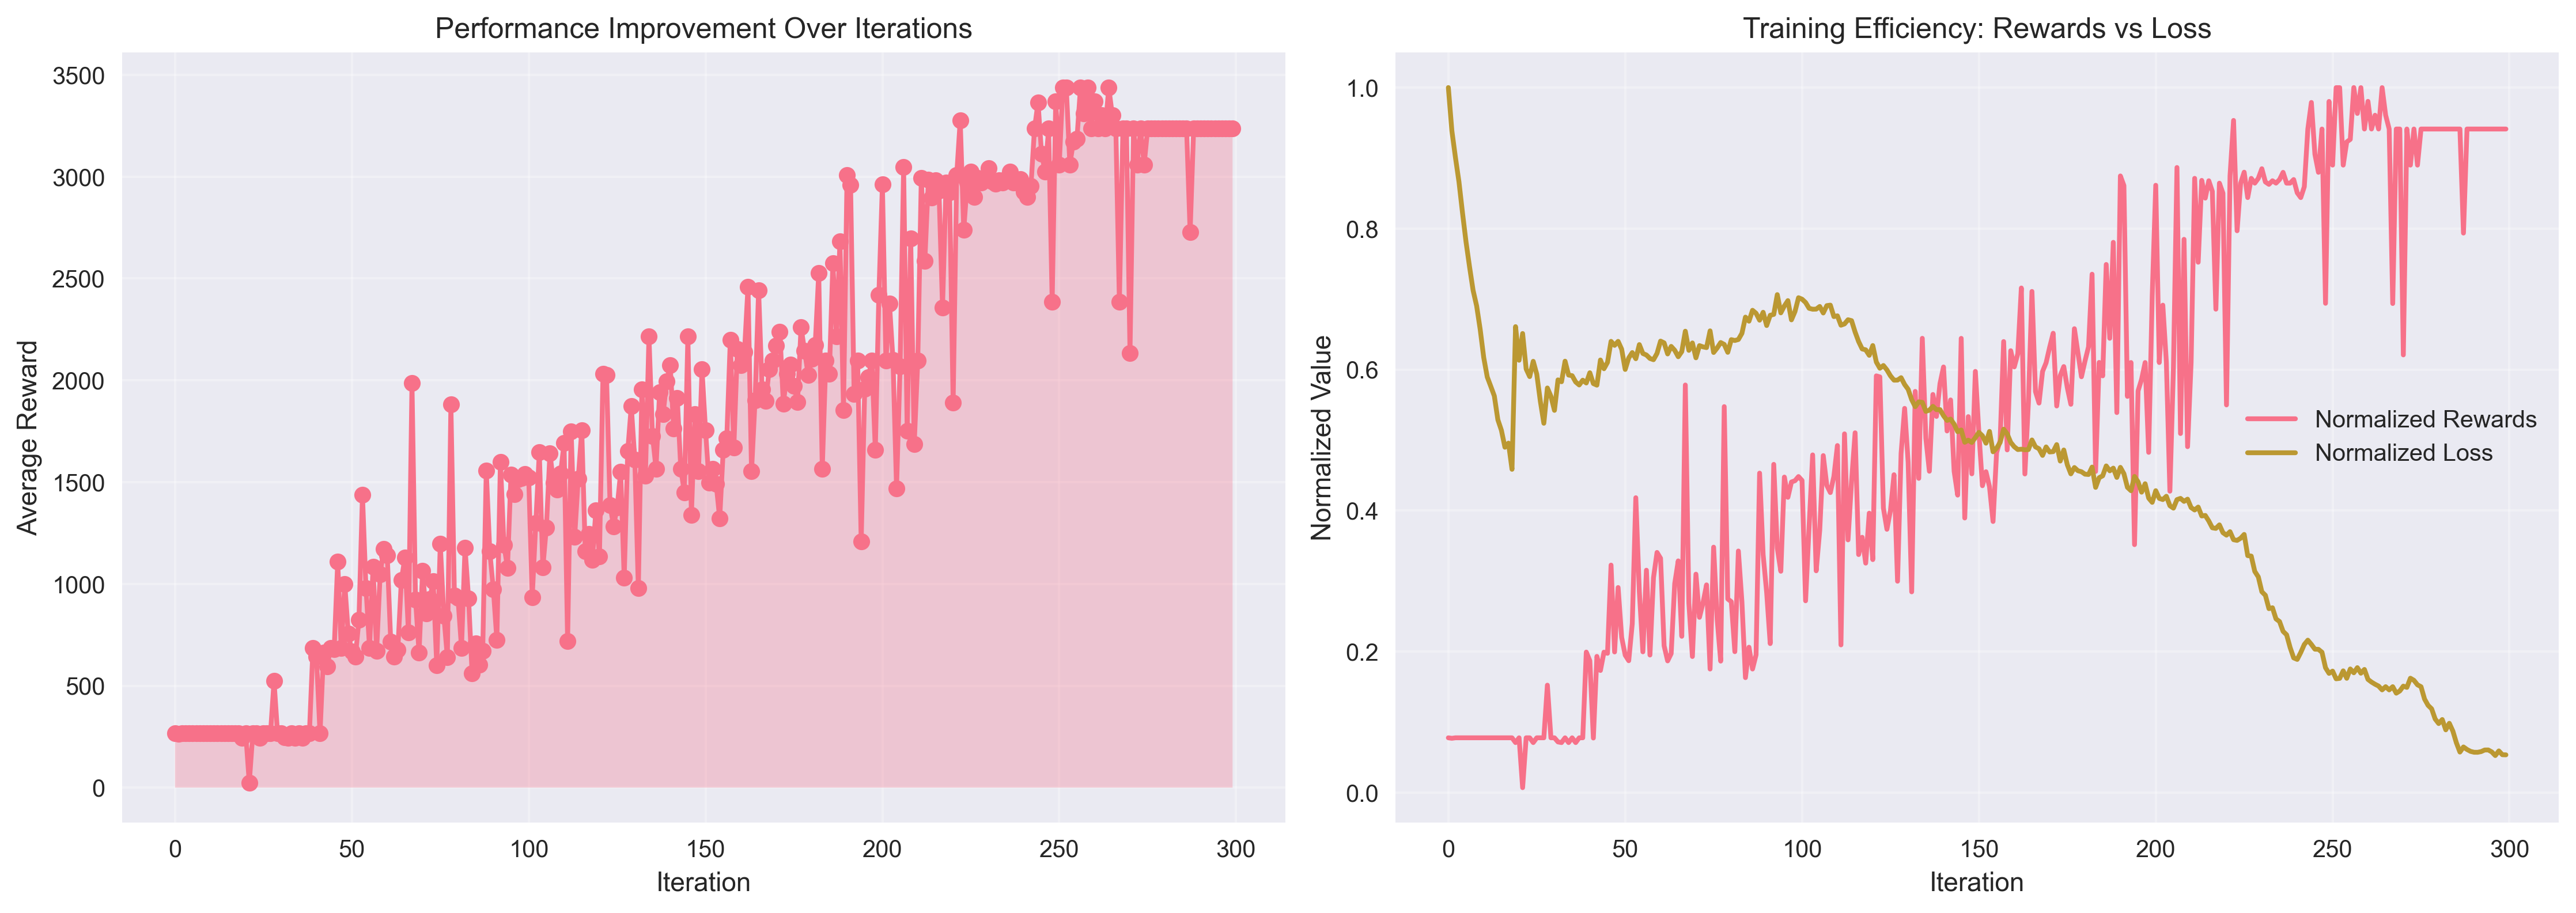 Performance Improvement Over Iterations
Average Reward
3500
3000
2500
2000
1500
1000
500
0
0 50 100 150 200 250 300
Iteration
Training Efficiency: Rewards vs Loss
Normalized Value
1.0
0.8
0.6
0.4
0.2
0.0
Normalized Rewards
Normalized Loss
0 50 100 150 200 250 300
Iteration